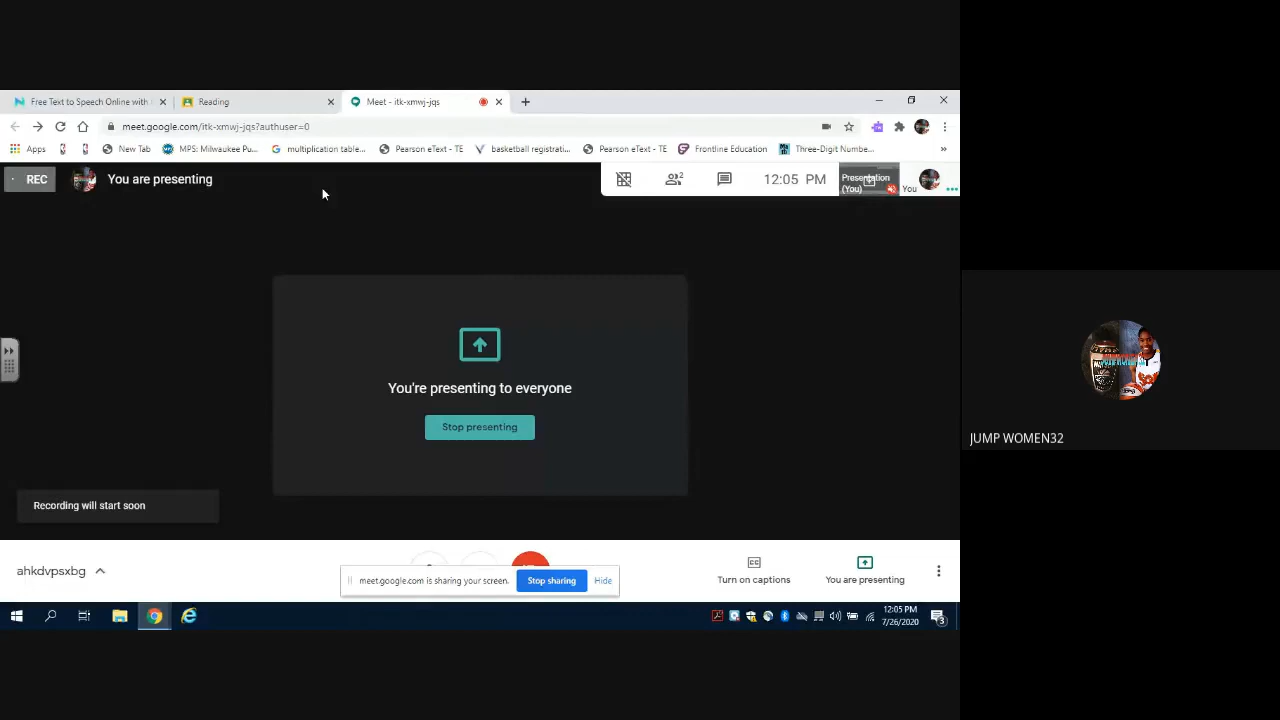 Free Text to Speech Online with
Reading
Meet - itk-xmwj-jqs
meet.google.com/itk-xmwj-jqs?authuser=0
Apps
New Tab
MPS: Milwaukee Pu...
multiplication table...
Pearson eText - TE
basketball registrati...
Pearson eText - TE
Frontline Education
Three-Digit Numbe...
REC
You are presenting
2
12:05 PM
Presentation
(You)
You
You're presenting to everyone
Stop presenting
JUMP WOMEN32
Recording will start soon
ahkdvpsxbg
meet.google.com is sharing your screen.
Stop sharing
Hide
Turn on captions
You are presenting
12:05 PM
7/26/2020
3